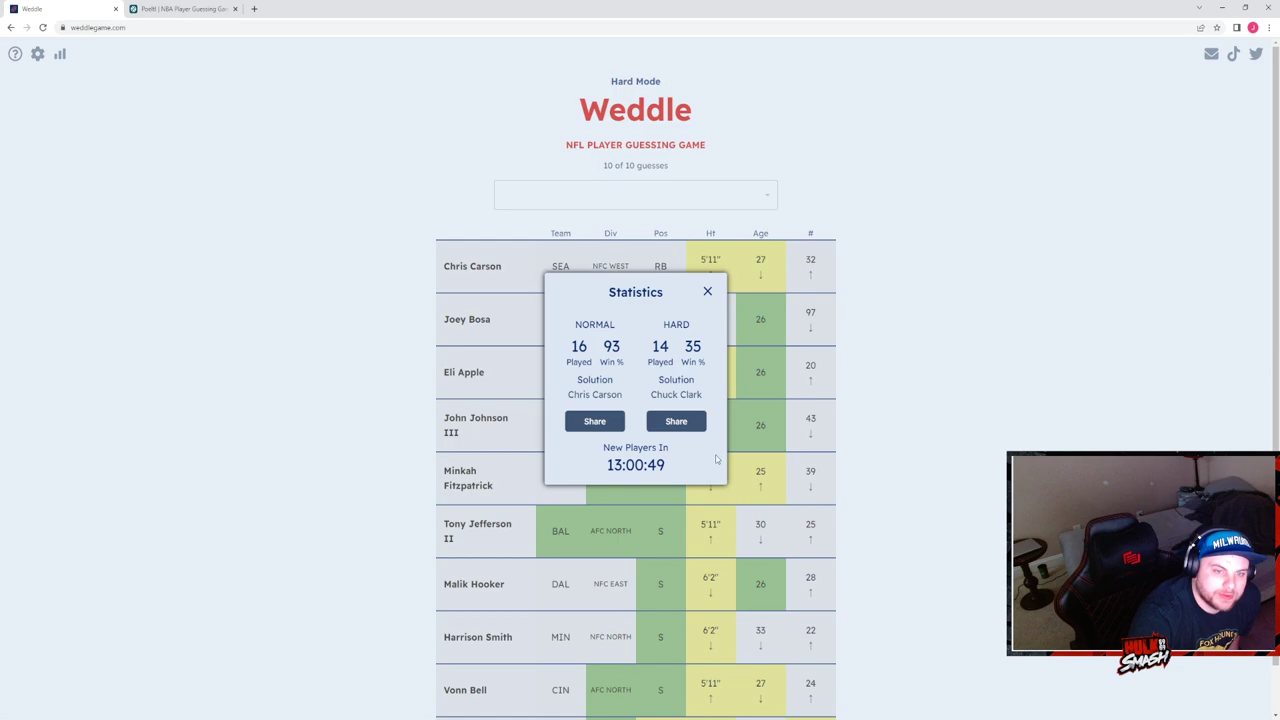 Weddle
Poeltl | NBA Player Guessing Ga
weddlegame.com
J
Hard Mode
Weddle
NFL PLAYER GUESSING GAME
10 of 10 guesses
Team Div Pos Ht Age #
Chris Carson SEA NFC WEST RB 5'11" 27 ↓ 32 ↑
Joey Bosa 26 97 ↓
Eli Apple 26 20 ↑
John Johnson
III 26 43 ↓
Minkah
Fitzpatrick ↓ 25 ↑ 39 ↓
Tony Jefferson
II BAL AFC NORTH S 5'11" ↑ 30 ↓ 25 ↑
Malik Hooker DAL NFC EAST S 6'2" ↓ 26 28 ↑
Harrison Smith MIN NFC NORTH S 6'2" ↓ 33 ↓ 22 ↑
Vonn Bell CIN AFC NORTH S 5'11" ↑ 27 ↓ 24 ↑
Statistics
NORMAL HARD
16 93 14 35
Played Win % Played Win %
Solution Solution
Chris Carson Chuck Clark
Share Share
New Players In
13:00:49
HULK
SMASH